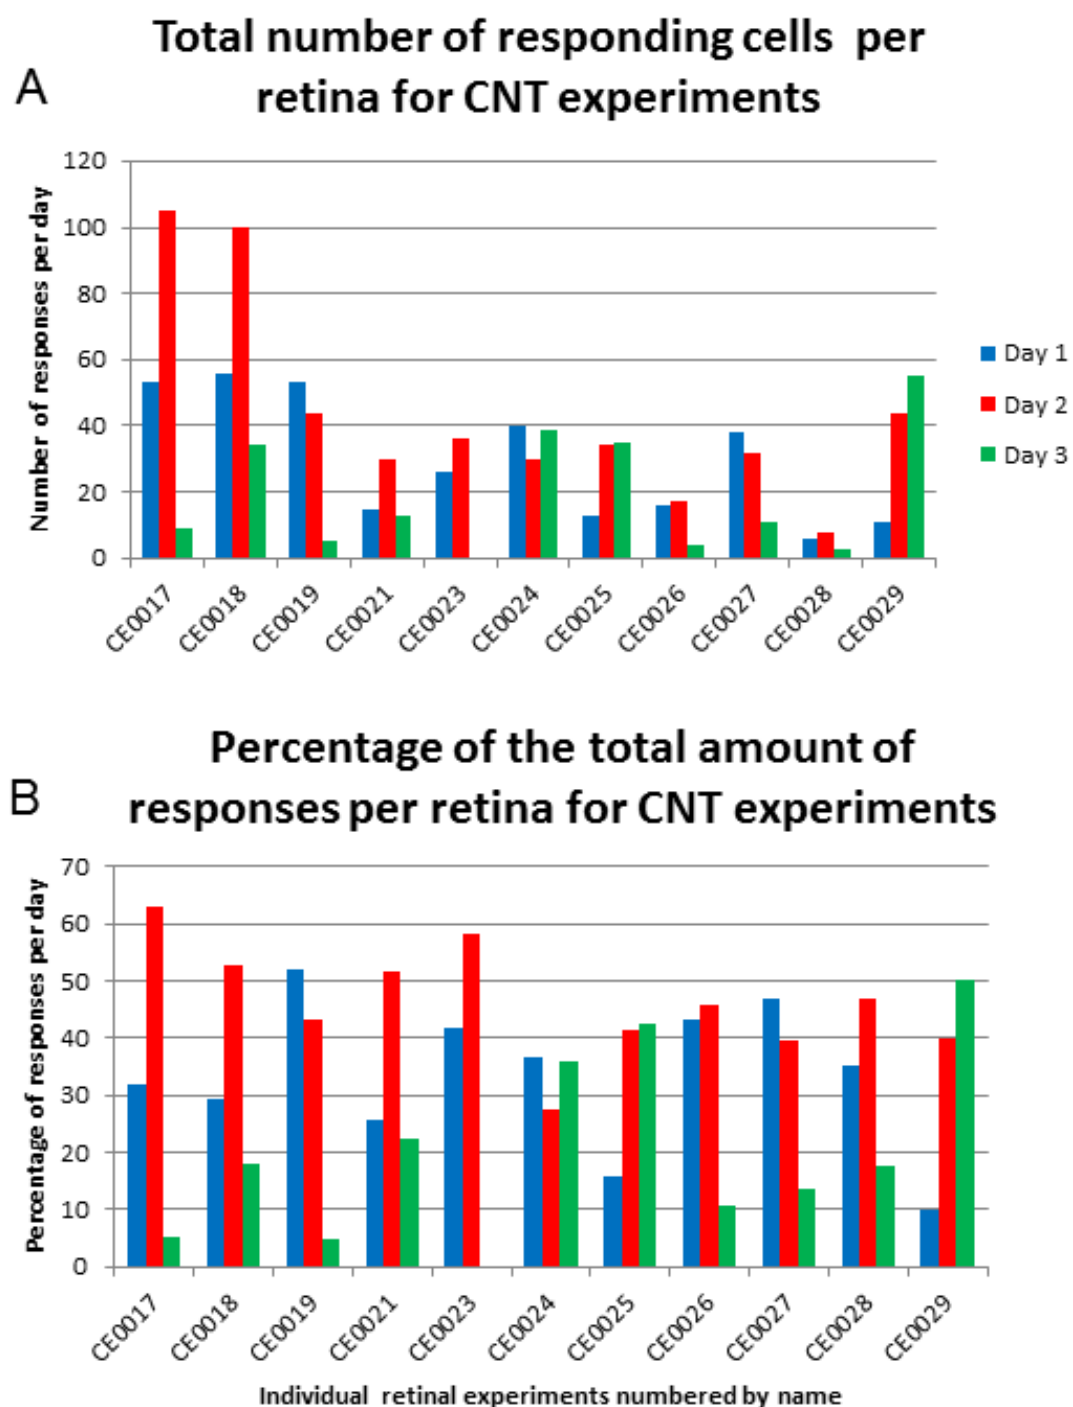 A
Total number of responding cells per
retina for CNT experiments
Number of responses per day
120
100
80
60
40
20
0
CE0017
CE0018
CE0019
CE0021
CE0023
CE0024
CE0025
CE0026
CE0027
CE0028
CE0029
Day 1
Day 2
Day 3
B
Percentage of the total amount of
responses per retina for CNT experiments
Percentage of responses per day
70
60
50
40
30
20
10
0
CE0017
CE0018
CE0019
CE0021
CE0023
CE0024
CE0025
CE0026
CE0027
CE0028
CE0029
Individual retinal experiments numbered by name